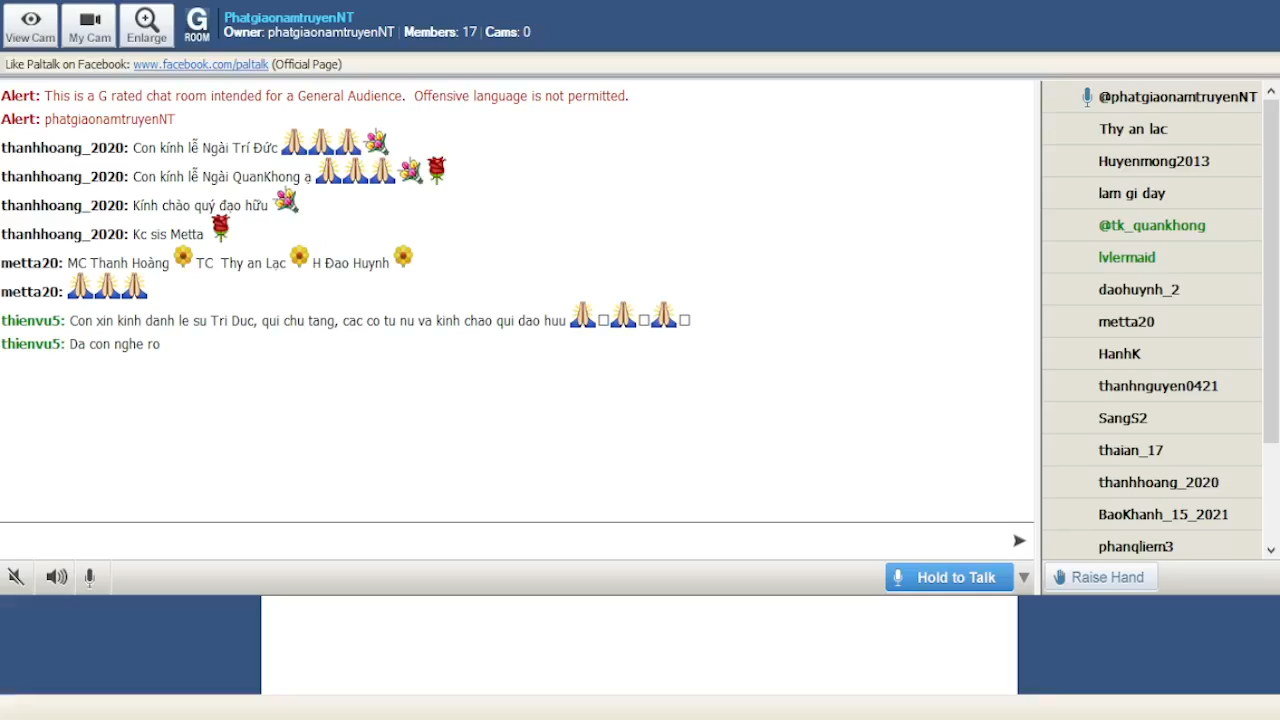 View Cam
My Cam
Enlarge
G
ROOM
PhatgiaonamtruyenNT
Owner: phatgiaonamtruyenNT | Members: 17 | Cams: 0
Like Paltalk on Facebook: www.facebook.com/paltalk (Official Page)
Alert: This is a G rated chat room intended for a General Audience. Offensive language is not permitted.
Alert: phatgiaonamtruyenNT
thanhhoang_2020: Con kính lễ Ngài Trí Đức
thanhhoang_2020: Con kính lễ Ngài QuanKhong ạ
thanhhoang_2020: Kính chào quý đạo hữu
thanhhoang_2020: Kc sis Metta
metta20: MC Thanh Hoàng TC Thy an Lạc H Đao Huynh
metta20:
thienvu5: Con xin kinh danh le su Tri Duc, qui chu tang, cac co tu nu va kinh chao qui dao huu
thienvu5: Da con nghe ro
@phatgiaonamtruyenNT
Thy an lac
Huyenmong2013
lam gi day
@tk_quankhong
lvlermaid
daohuynh_2
metta20
HanhK
thanhnguyen0421
SangS2
thaian_17
thanhhoang_2020
BaoKhanh_15_2021
phanqliem3
Hold to Talk
Raise Hand